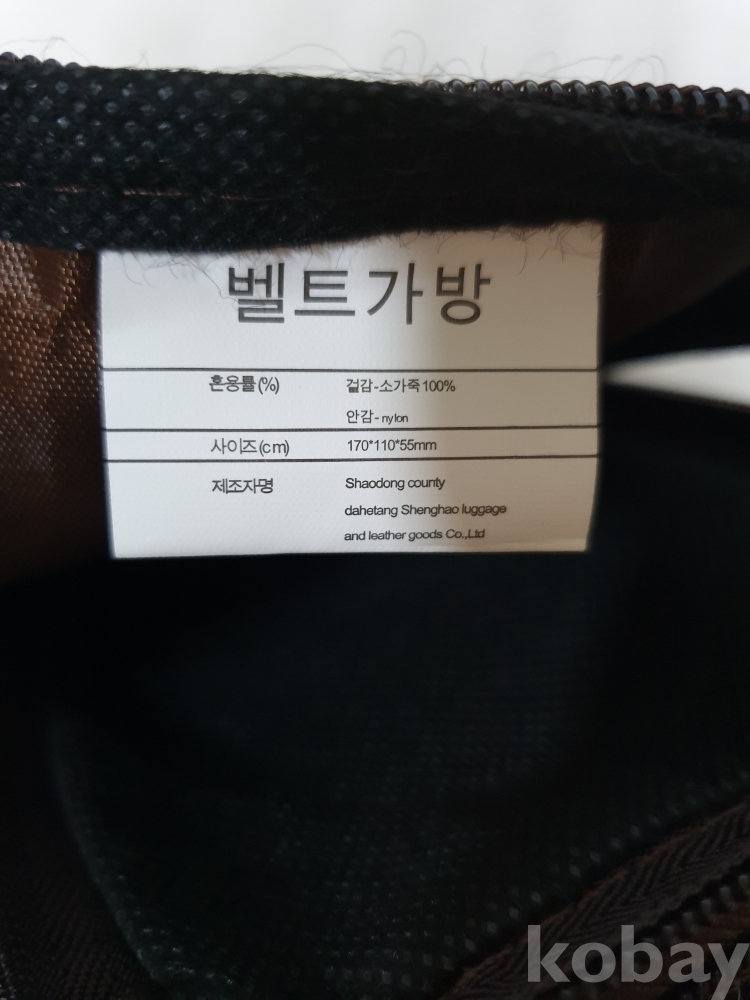 벨트가방
혼용률(%) 겉감-소가죽100%
안감-nylon
사이즈(cm) 170*110*55mm
제조자명 Shaodong county
dahetang Shenghao luggage
and leather goods Co.,Ltd
kobay